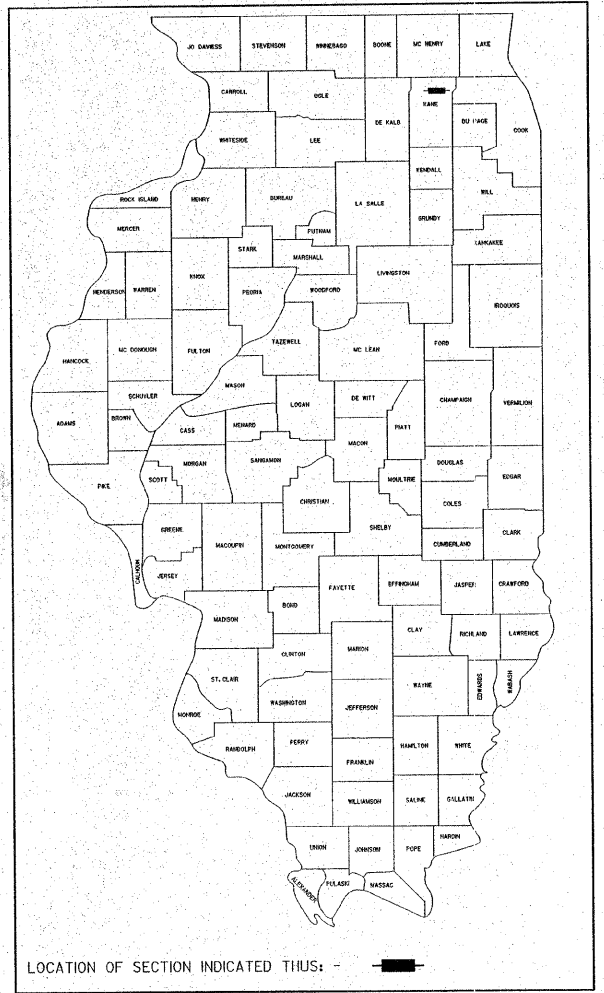 JO DAVIESS STEVENSON WINNEBAGO BOONE MC HENRY LAKE
CARROLL OGLE KANE
DE KALB DU PAGE COOK
WHITESIDE LEE
KENDALL
WILL
ROCK ISLAND HENRY BUREAU LA SALLE
MERCER PUTNAM GRUNDY
STARK KANKAKEE
MARSHALL
KNOX LIVINGSTON
HENDERSON WARREN PEORIA WOODFORD
IROQUOIS
HANCOCK MC DONOUGH FULTON TAZEWELL MC LEAN FORD
MASON
SCHUYLER DE WITT
ADAMS BROWN LOGAN CHAMPAIGN VERMILION
CASS MENARD PIATT
MACON
MORGAN SANGAMON DOUGLAS
PIKE SCOTT MOULTRIE EDGAR
CHRISTIAN
COLES
GREENE SHELBY
MACOUPIN MONTGOMERY CUMBERLAND CLARK
CALHOUN JERSEY FAYETTE EFFINGHAM JASPER CRAWFORD
BOND
MADISON
CLAY RICHLAND LAWRENCE
CLINTON MARION
ST. CLAIR WAYNE EDWARDS WABASH
WASHINGTON JEFFERSON
MONROE
RANDOLPH PERRY HAMILTON WHITE
FRANKLIN
JACKSON
WILLIAMSON SALINE GALLATIN
HARDIN
UNION JOHNSON POPE
ALEXANDER PULASKI MASSAC
LOCATION OF SECTION INDICATED THUS: -